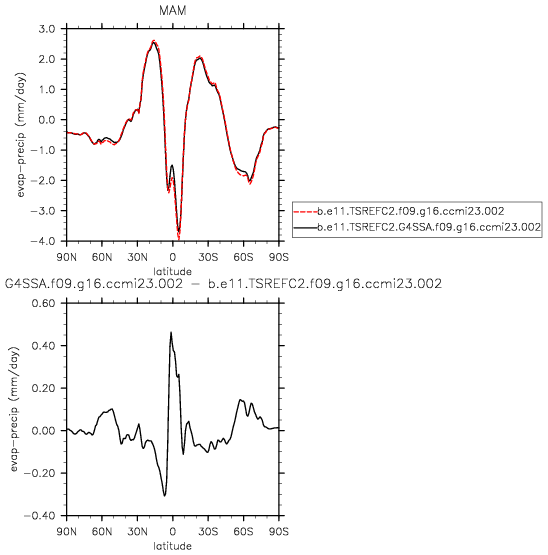 MAM
evap-precip (mm/day)
3.0
2.0
1.0
0.0
-1.0
-2.0
-3.0
-4.0
90N 60N 30N 0 30S 60S 90S
latitude
b.e11.TSREFC2.f09.g16.ccmi23.002
b.e11.TSREFC2.G4SSA.f09.g16.ccmi23.002
G4SSA.f09.g16.ccmi23.002 - b.e11.TSREFC2.f09.g16.ccmi23.002
evap-precip (mm/day)
0.60
0.40
0.20
0.00
-0.20
-0.40
90N 60N 30N 0 30S 60S 90S
latitude